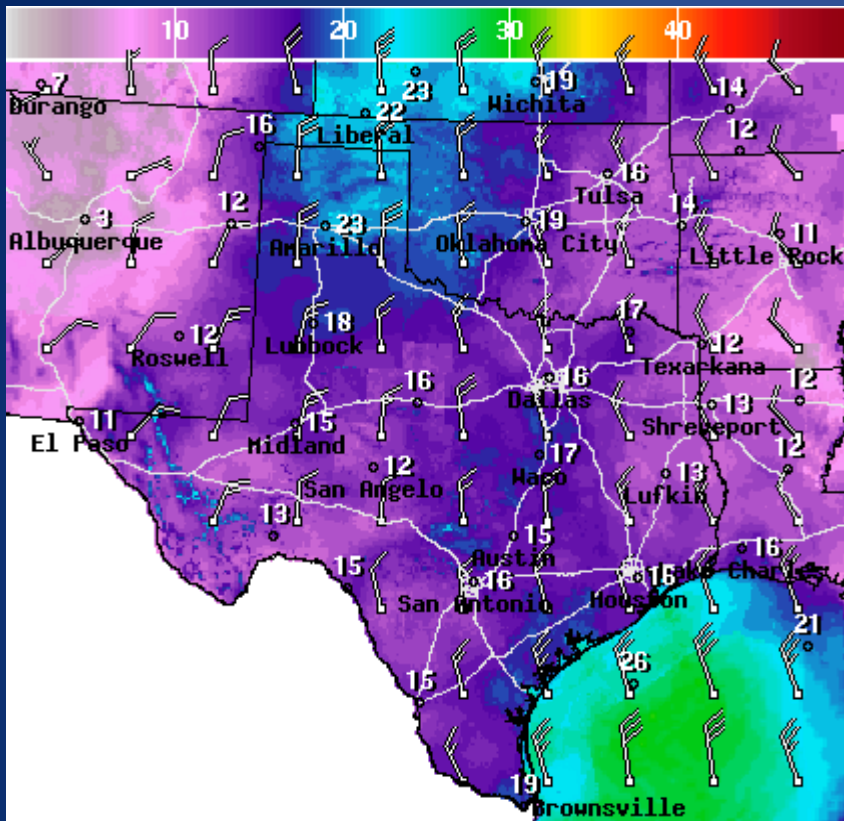 10 20 30 40
7 23 19 14
Durango Wichita
22
Liberal
16 12
16
Tulsa
3 12 23 19 14 11
Albuquerque Amarillo Oklahoma City Little Rock
12 18 17 12
Roswell Lubbock Texarkana
16 16 12
Dallas
11 15 13
El Paso Midland Shreveport
12 17 13 12
San Angelo Waco Lufkin
13 15 16
Austin
15 16 16 Lake Charles
San Antonio Houston
21
26
15
19
Brownsville